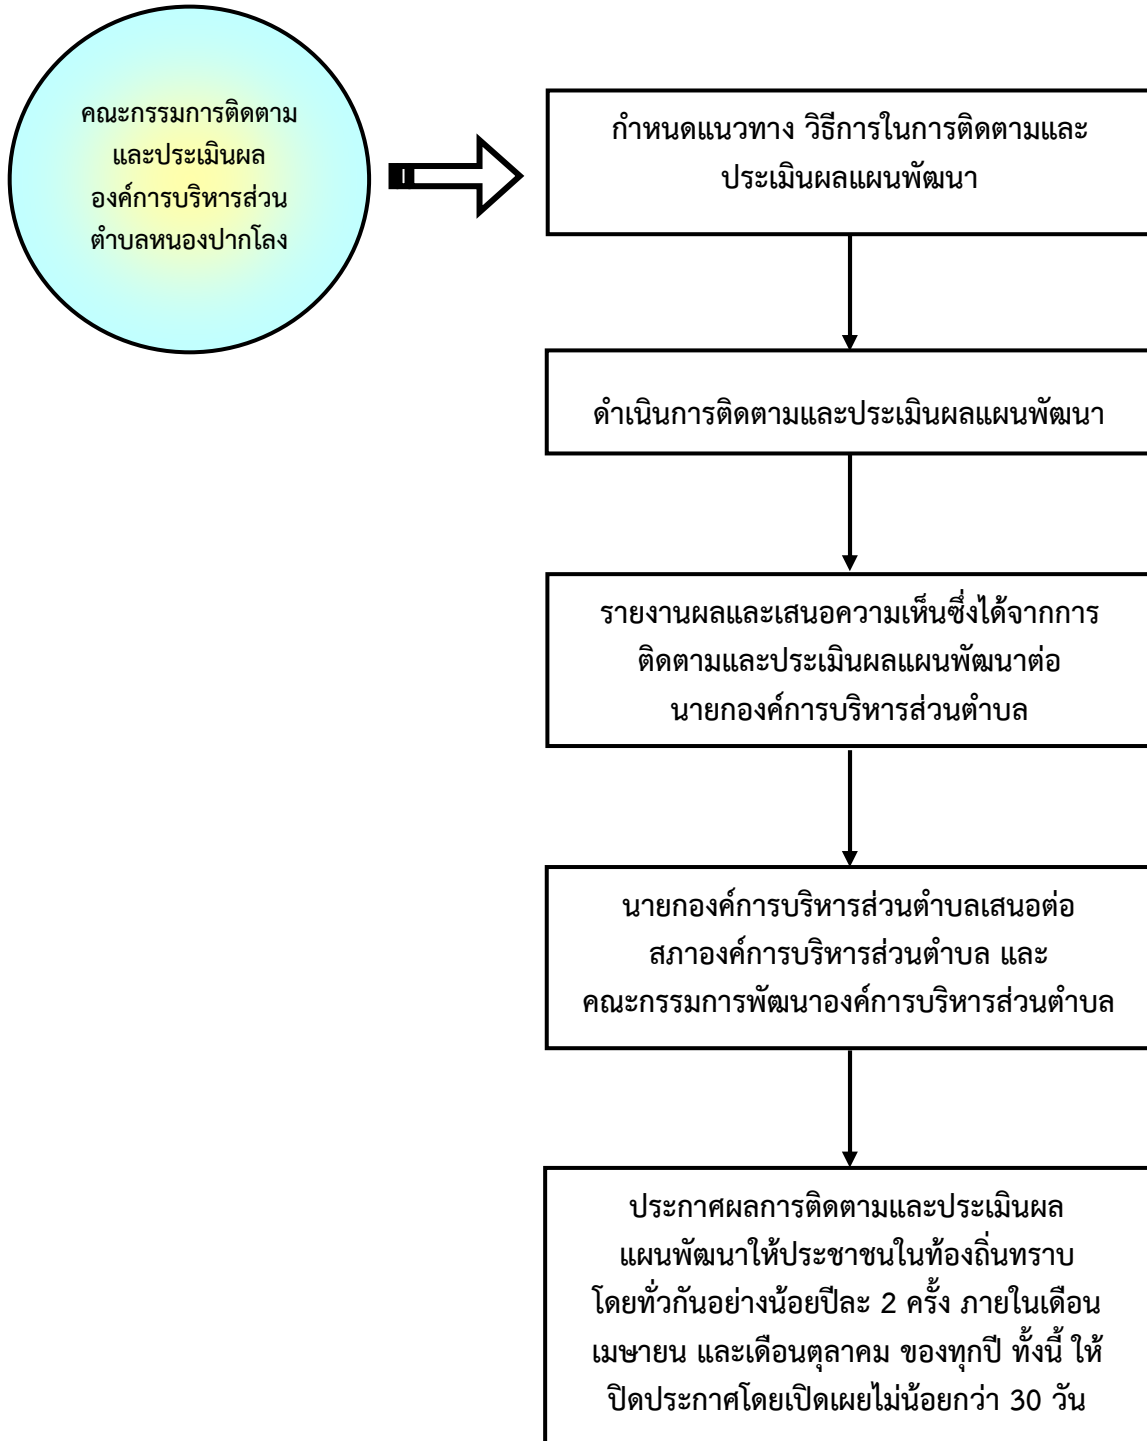 คณะกรรมการติดตาม
และประเมินผล
องค์การบริหารส่วน
ตำบลหนองปากโลง
กำหนดแนวทาง วิธีการในการติดตามและ
ประเมินผลแผนพัฒนา
ดำเนินการติดตามและประเมินผลแผนพัฒนา
รายงานผลและเสนอความเห็นซึ่งได้จากการ
ติดตามและประเมินผลแผนพัฒนาต่อ
นายกองค์การบริหารส่วนตำบล
นายกองค์การบริหารส่วนตำบลเสนอต่อ
สภาองค์การบริหารส่วนตำบล และ
คณะกรรมการพัฒนาองค์การบริหารส่วนตำบล
ประกาศผลการติดตามและประเมินผล
แผนพัฒนาให้ประชาชนในท้องถิ่นทราบ
โดยทั่วกันอย่างน้อยปีละ 2 ครั้ง ภายในเดือน
เมษายน และเดือนตุลาคม ของทุกปี ทั้งนี้ ให้
ปิดประกาศโดยเปิดเผยไม่น้อยกว่า 30 วัน